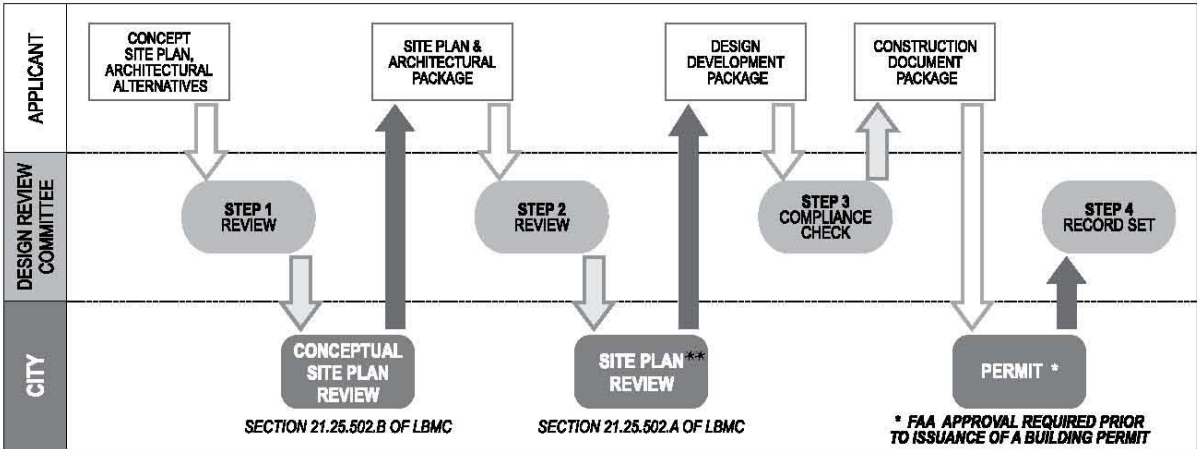 APPLICANT
CONCEPT
SITE PLAN,
ARCHITECTURAL
ALTERNATIVES
SITE PLAN &
ARCHITECTURAL
PACKAGE
DESIGN
DEVELOPMENT
PACKAGE
CONSTRUCTION
DOCUMENT
PACKAGE
DESIGN REVIEW
COMMITTEE
STEP 1
REVIEW
STEP 2
REVIEW
STEP 3
COMPLIANCE
CHECK
STEP 4
RECORD SET
CITY
CONCEPTUAL
SITE PLAN
REVIEW
SECTION 21.25.502.B OF LBMC
SITE PLAN**
REVIEW
SECTION 21.25.502.A OF LBMC
PERMIT *
* FAA APPROVAL REQUIRED PRIOR
TO ISSUANCE OF A BUILDING PERMIT